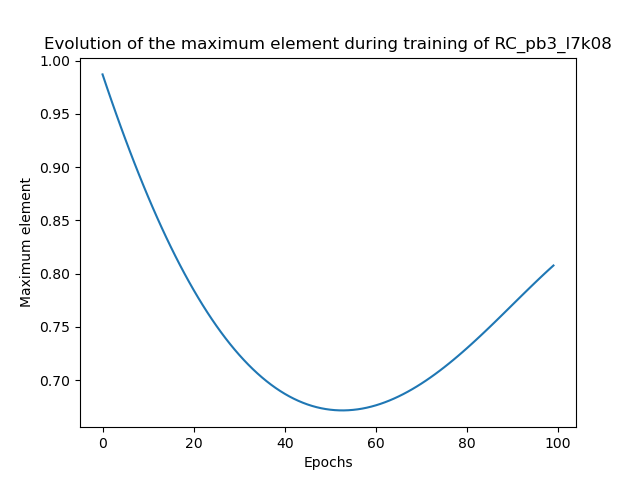 Evolution of the maximum element during training of RC_pb3_l7k08
1.00
0.95
0.90
0.85
0.80
0.75
0.70
Maximum element
0 20 40 60 80 100
Epochs